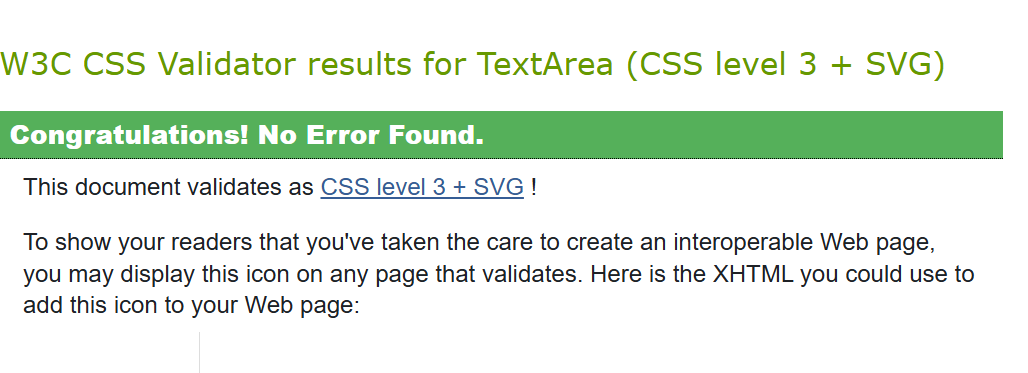 W3C CSS Validator results for TextArea (CSS level 3 + SVG)
Congratulations! No Error Found.
This document validates as CSS level 3 + SVG !
To show your readers that you've taken the care to create an interoperable Web page,
you may display this icon on any page that validates. Here is the XHTML you could use to
add this icon to your Web page: